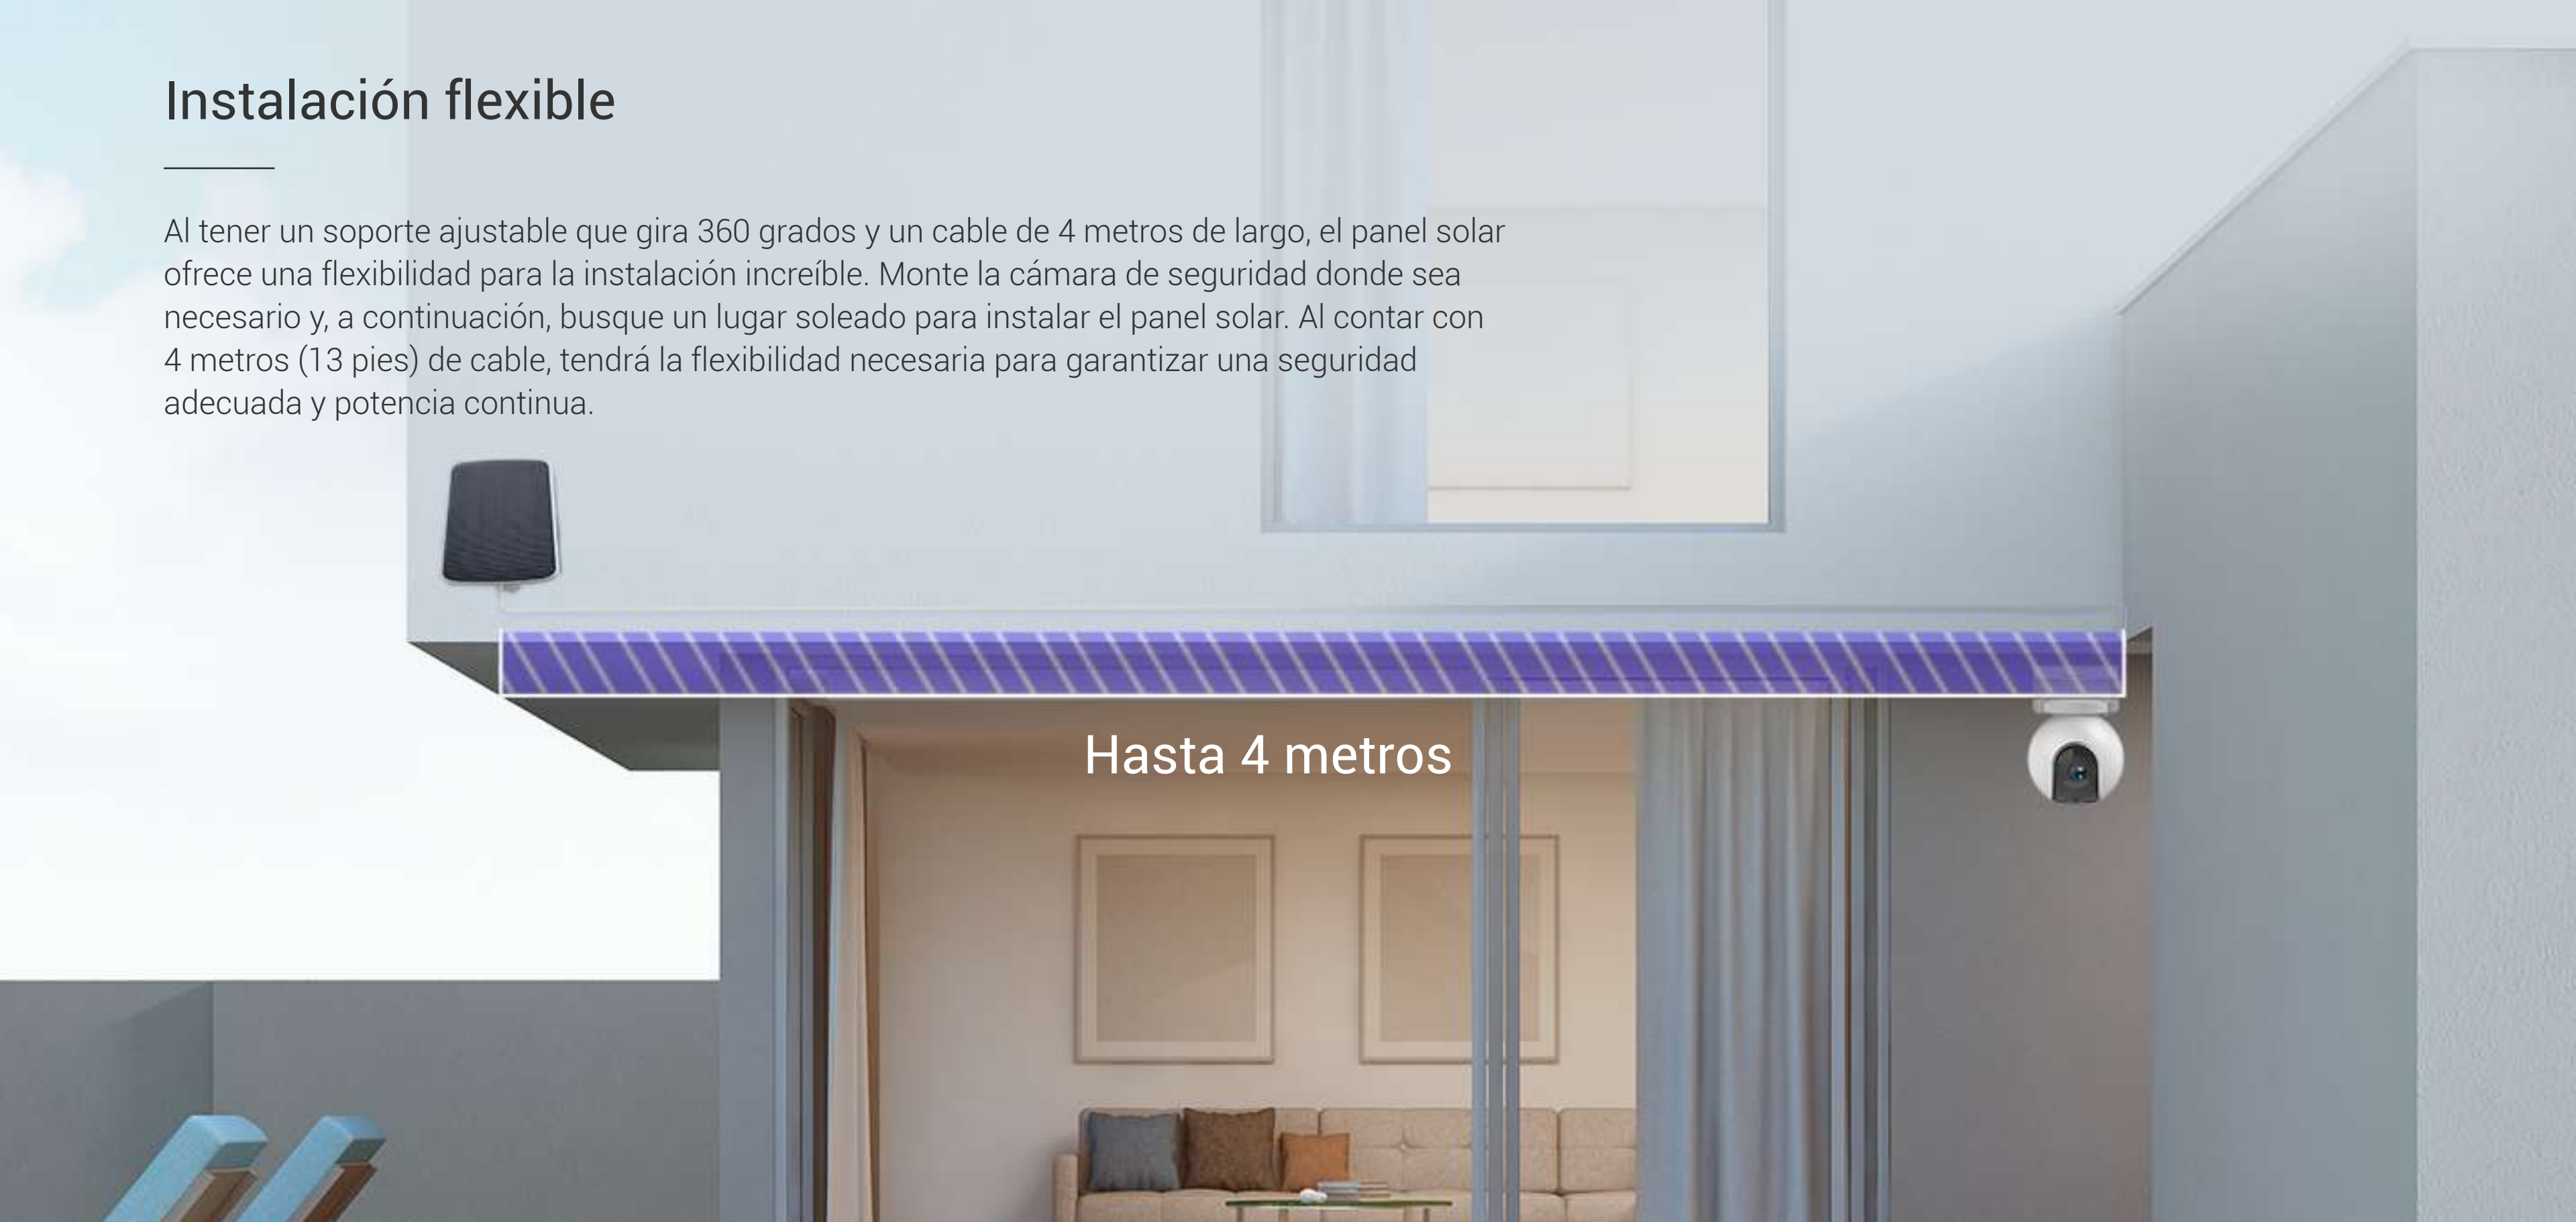 Instalación flexible
Al tener un soporte ajustable que gira 360 grados y un cable de 4 metros de largo, el panel solar
ofrece una flexibilidad para la instalación increíble. Monte la cámara de seguridad donde sea
necesario y, a continuación, busque un lugar soleado para instalar el panel solar. Al contar con
4 metros (13 pies) de cable, tendrá la flexibilidad necesaria para garantizar una seguridad
adecuada y potencia continua.
Hasta 4 metros